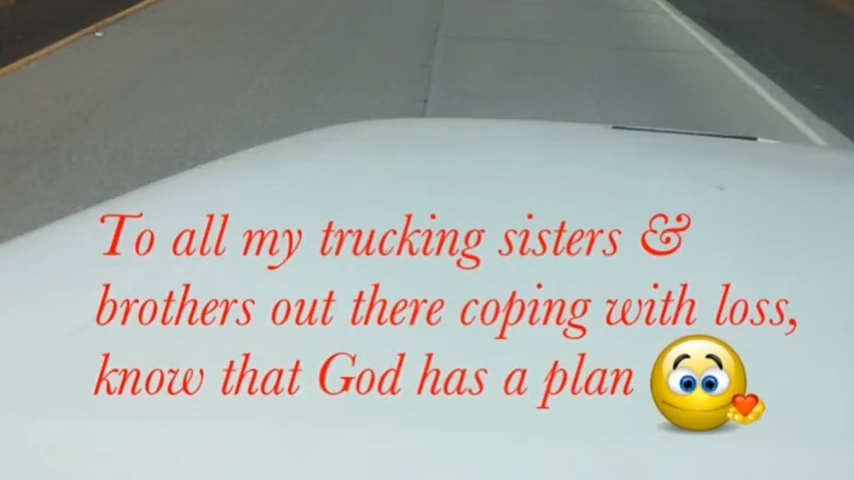 To all my trucking sisters &
brothers out there coping with loss,
know that God has a plan